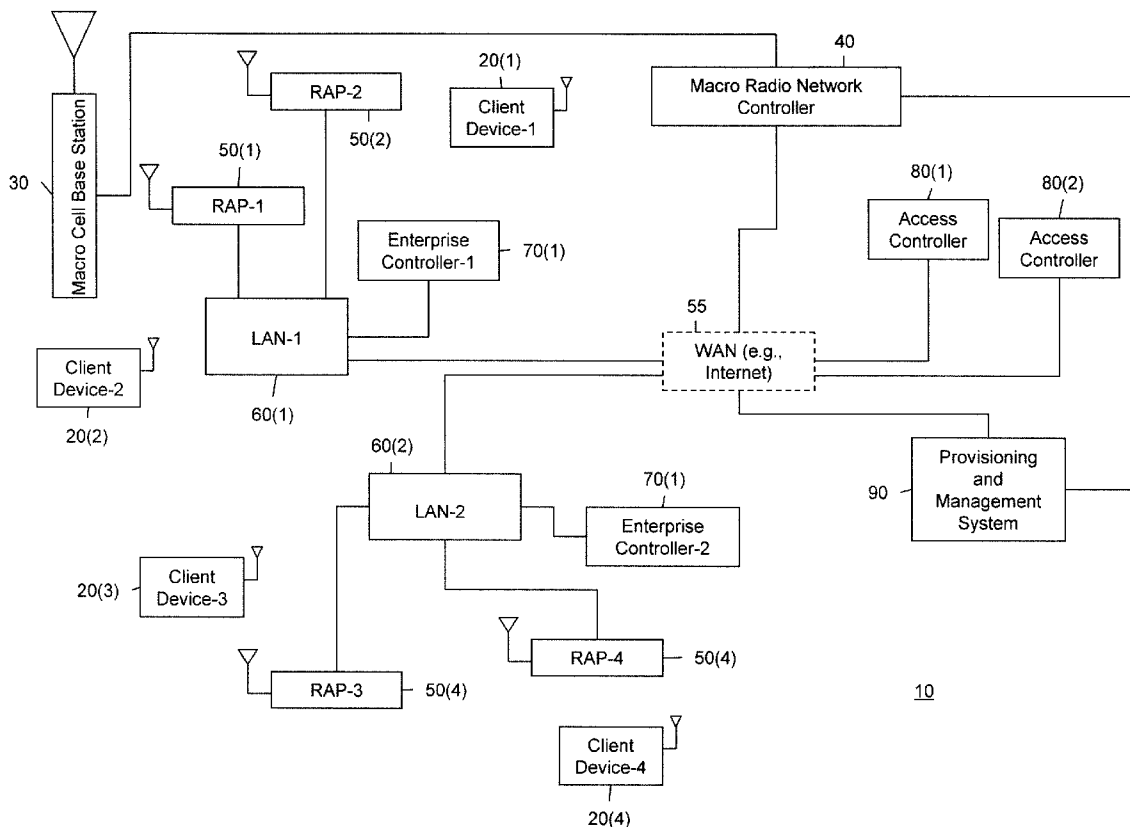 40
20(1)
Macro Radio Network
Controller
RAP-2
Client
Device-1
50(2)
50(1)
30
Macro Cell Base Station
RAP-1
80(1)
80(2)
Access
Controller
Access
Controller
Enterprise
Controller-1
70(1)
55
LAN-1
WAN (e.g.,
Internet)
Client
Device-2
20(2)
60(1)
60(2)
70(1)
Provisioning
and
Management
System
90
LAN-2
Enterprise
Controller-2
20(3)
Client
Device-3
RAP-4
50(4)
RAP-3
50(4)
10
Client
Device-4
20(4)